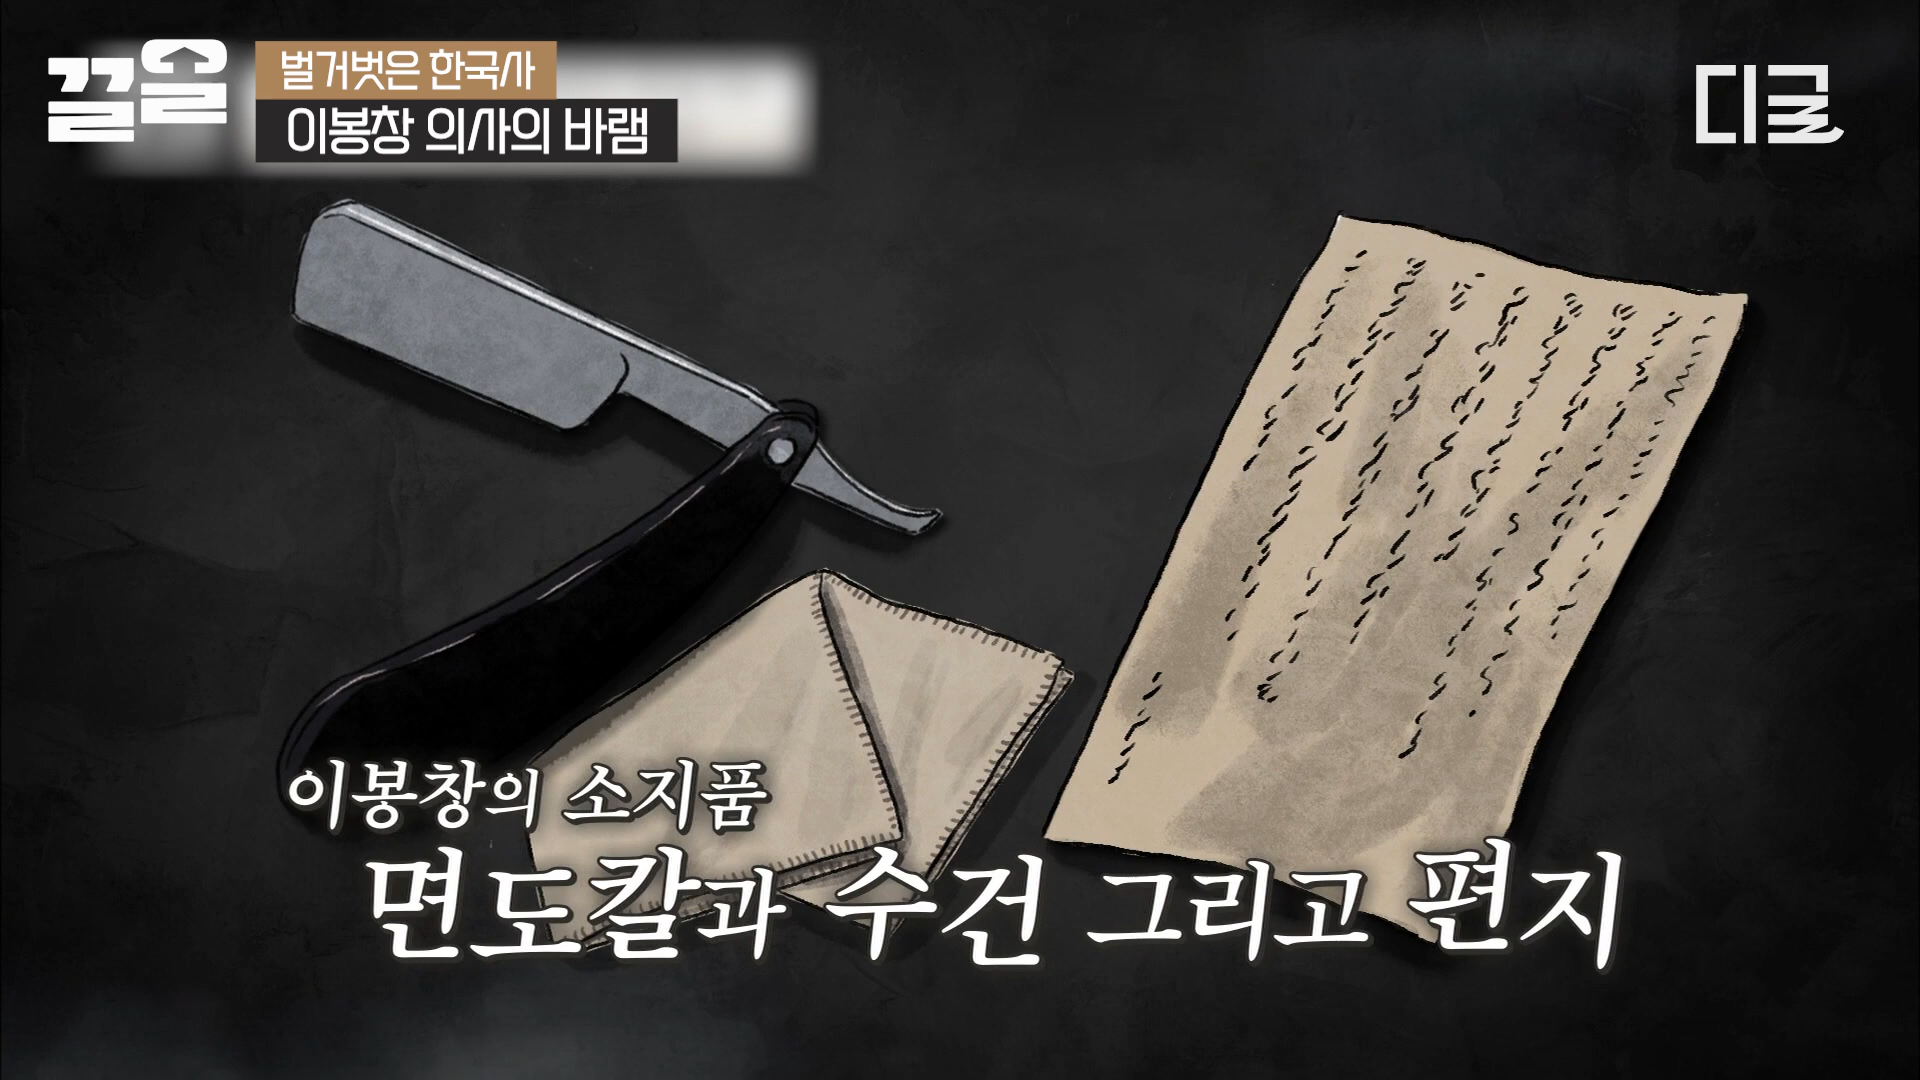 끌올
벌거벗은 한국사
이봉창 의사의 바램
디글
이봉창의 소지품
면도칼과 수건 그리고 편지